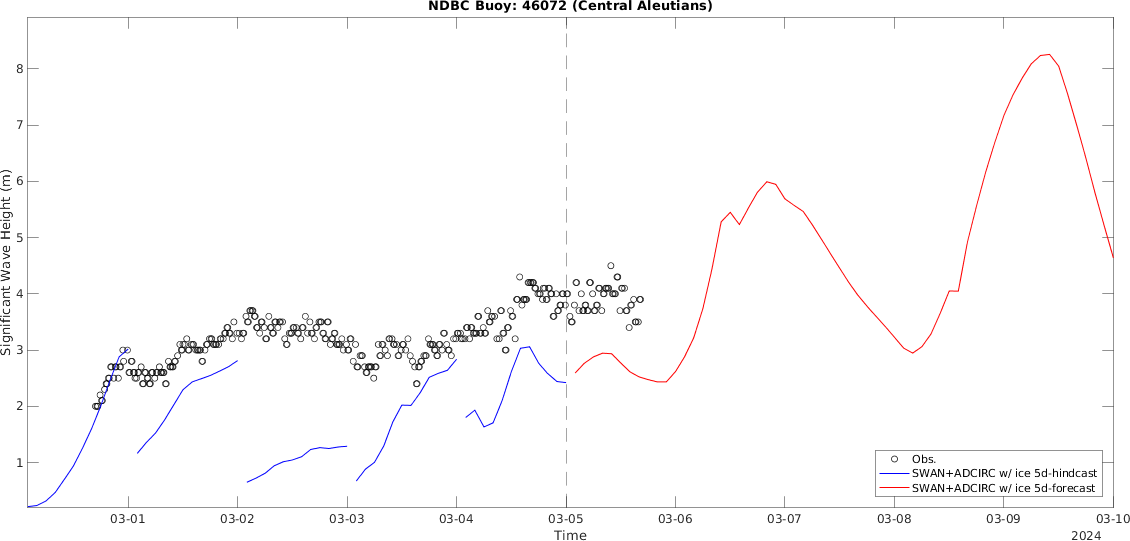 NDBC Buoy: 46072 (Central Aleutians)
Significant Wave Height (m)
8
7
6
5
4
3
2
1
Obs.
SWAN+ADCIRC w/ ice 5d-hindcast
SWAN+ADCIRC w/ ice 5d-forecast
03-01 03-02 03-03 03-04 03-05 03-06 03-07 03-08 03-09 03-10
Time
2024